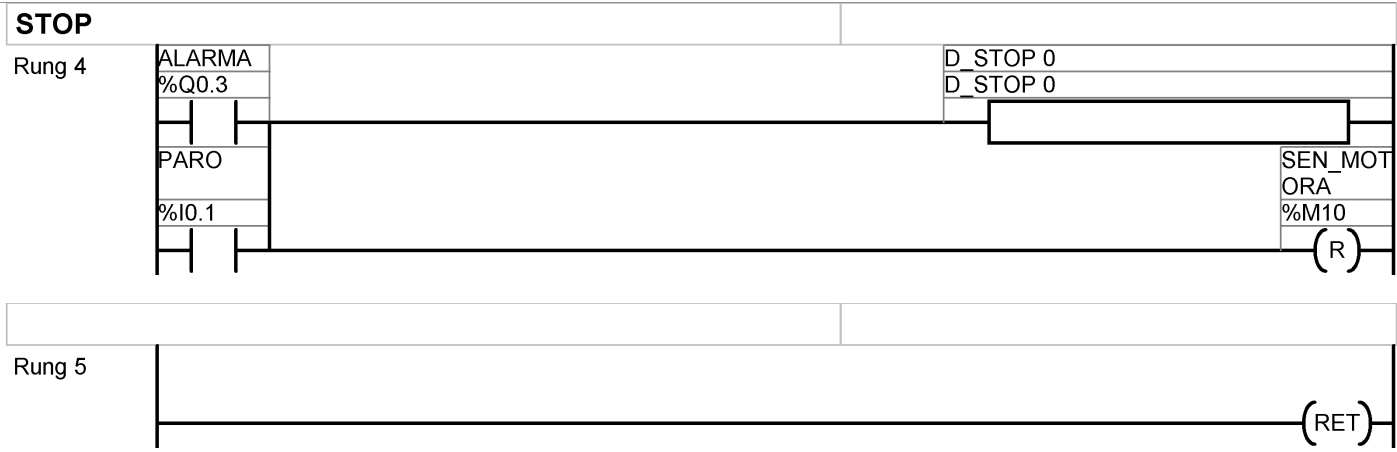 STOP
Rung 4
ALARMA
%Q0.3
D_STOP 0
D_STOP 0
PARO
%I0.1
SEN_MOT
ORA
%M10
R
Rung 5
RET